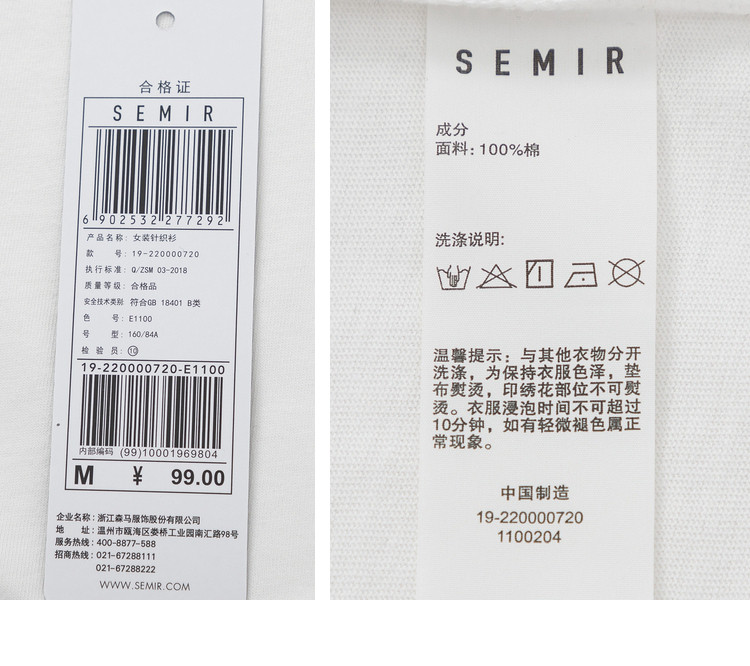 合格证
SEMIR
6 902532 277292
产品名称: 女装针织衫
款 号: 19-220000720
执行标准: Q/ZSM 03-2018
质量等级: 合格品
安全技术类别: 符合GB 18401 B类
色 号: E1100
号 型: 160/84A
检 验 员: ⑩
19-220000720-E1100
内部编码 (99)10001969804
M ¥ 99.00
企业名称: 浙江森马服饰股份有限公司
地 址: 温州市瓯海区娄桥工业园南汇路98号
服务热线: 400-8877-588
招商热线: 021-67288111
021-67288222
WWW.SEMIR.COM
SEMIR
成分
面料: 100%棉
洗涤说明:
温馨提示: 与其他衣物分开
洗涤, 为保持衣服色泽, 垫
布熨烫, 印绣花部位不可熨
烫。衣服浸泡时间不可超过
10分钟, 如有轻微褪色属正
常现象。
中国制造
19-220000720
1100204